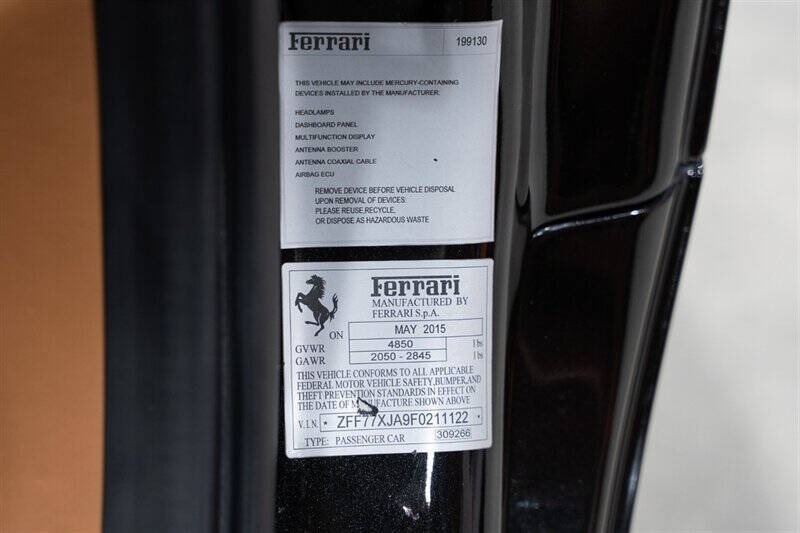 Ferrari 199130
THIS VEHICLE MAY INCLUDE MERCURY-CONTAINING
DEVICES INSTALLED BY THE MANUFACTURER:
HEADLAMPS
DASHBOARD PANEL
MULTIFUNCTION DISPLAY
ANTENNA BOOSTER
ANTENNA COAXIAL CABLE
AIRBAG ECU
REMOVE DEVICE BEFORE VEHICLE DISPOSAL
UPON REMOVAL OF DEVICES:
PLEASE REUSE,RECYCLE,
OR DISPOSE AS HAZARDOUS WASTE
Ferrari
MANUFACTURED BY
FERRARI S.p.A.
ON MAY 2015
GVWR 4850 lbs
GAWR 2050 - 2845 lbs
THIS VEHICLE CONFORMS TO ALL APPLICABLE
FEDERAL MOTOR VEHICLE SAFETY,BUMPER,AND
THEFT PREVENTION STANDARDS IN EFFECT ON
THE DATE OF MANUFACTURE SHOWN ABOVE
V.I.N. * ZFF77XJA9F0211122 *
TYPE: PASSENGER CAR 309266